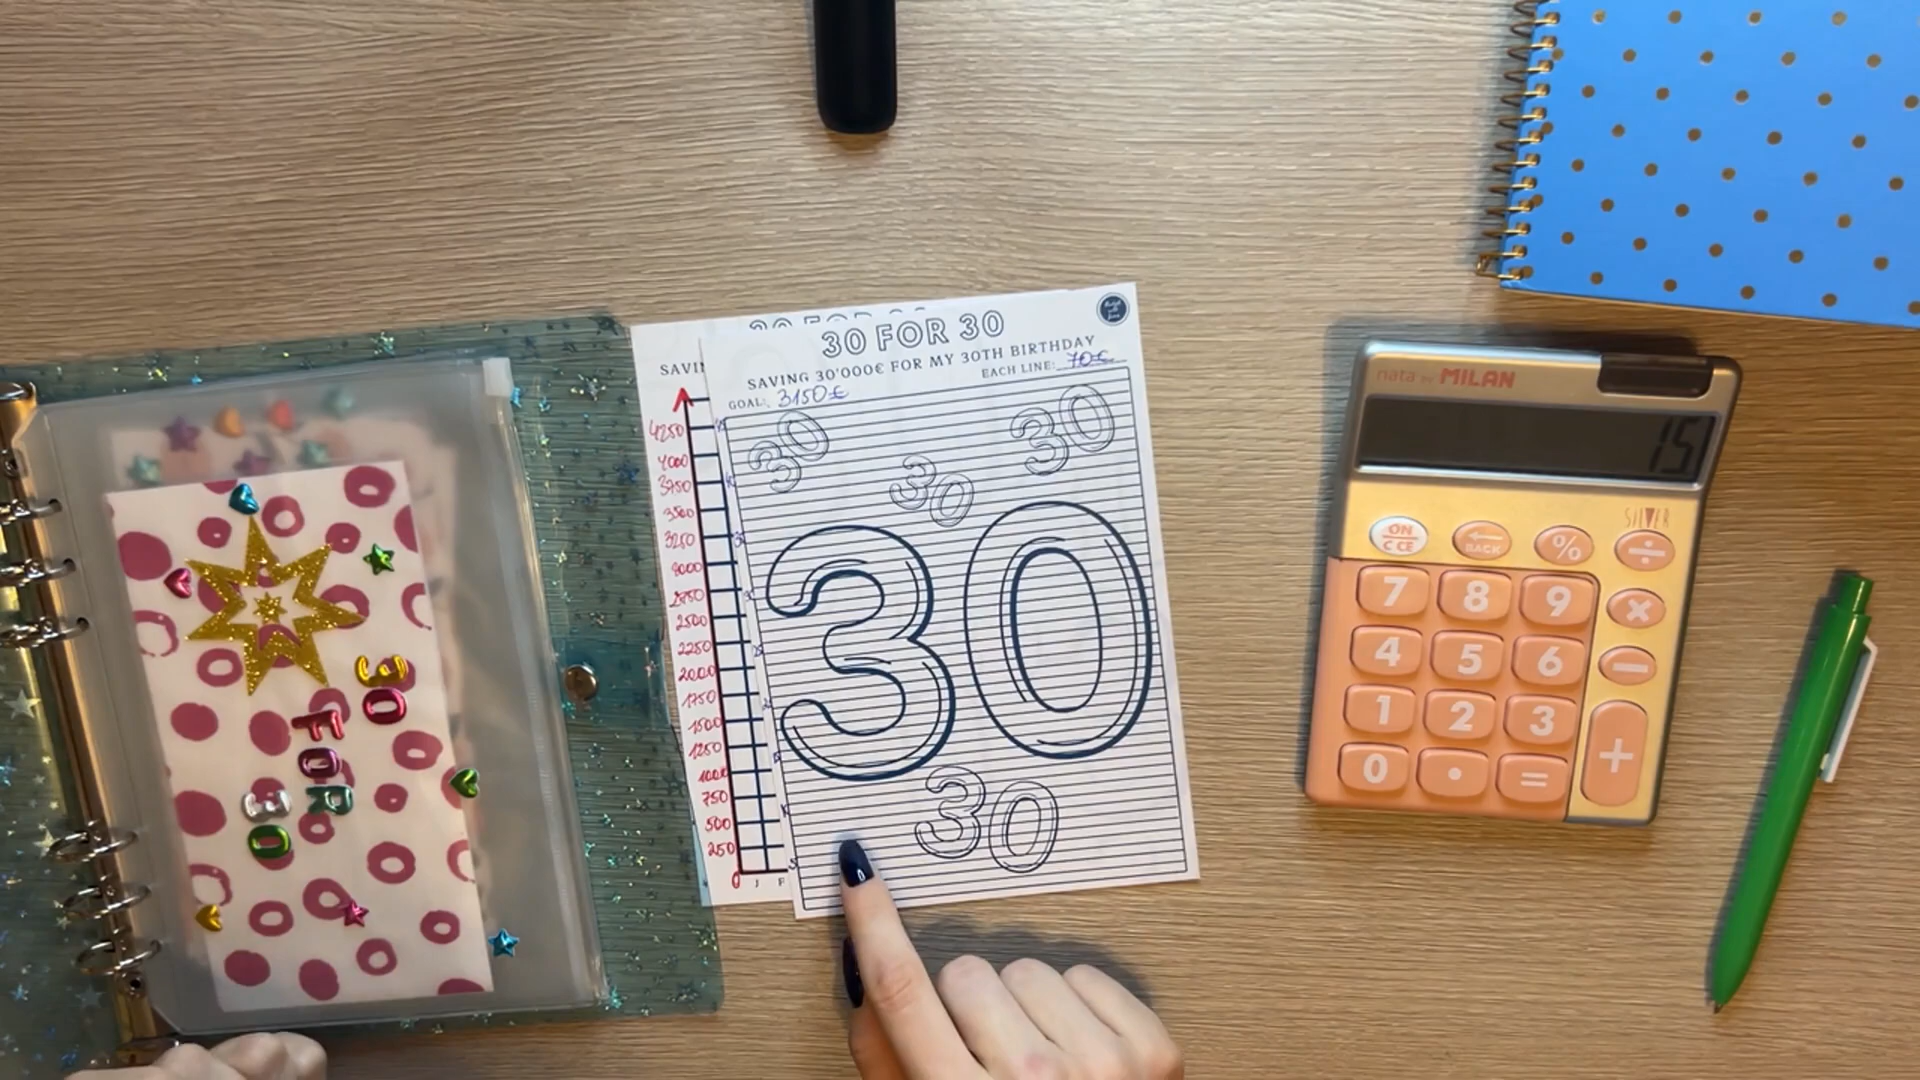 30 FOR 30
SAVING 30'000€ FOR MY 30TH BIRTHDAY
EACH LINE: 70€
GOAL: 3150€
30
30
30
30
30
SAVI
4250
4000
3750
3500
3250
3000
2750
2500
2250
2000
1750
1500
1250
1000
750
500
250
0
J F
30
FOR
30
nata by MILAN
15
SILVER
ON
C CE
BACK
% ÷
7 8 9 ×
4 5 6 −
1 2 3 +
0 . =